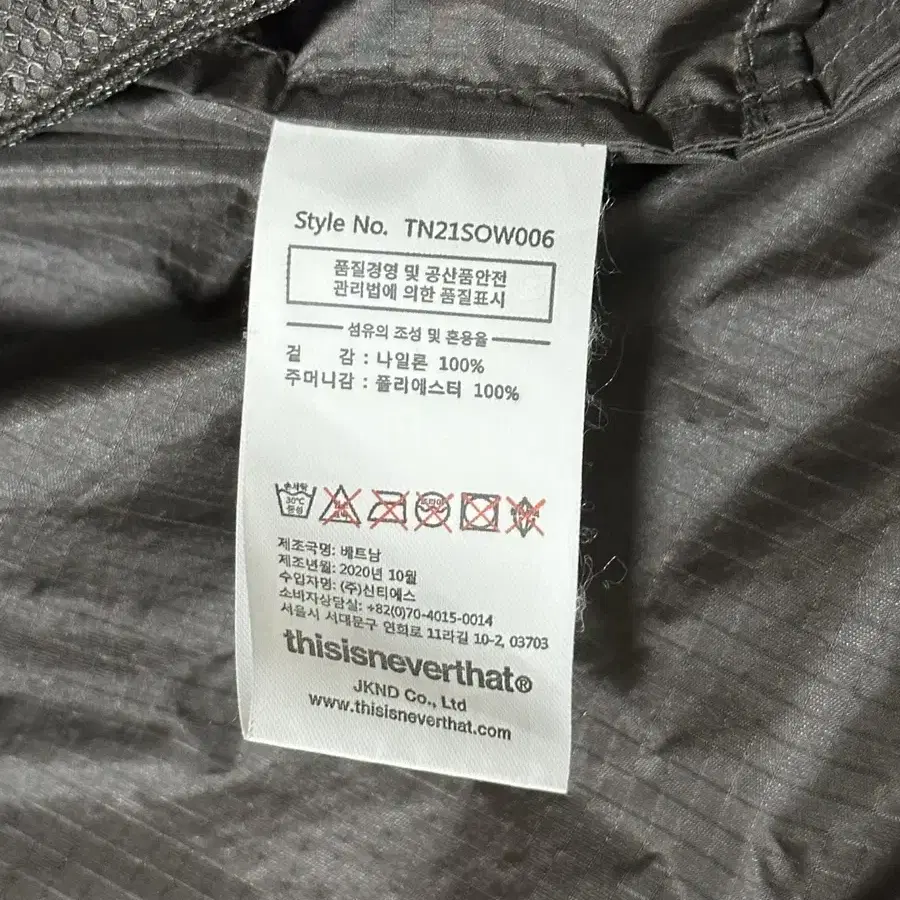 Style No. TN21SOW006
품질경영 및 공산품안전
관리법에 의한 품질표시
섬유의 조성 및 혼용율
겉 감 : 나일론 100%
주머니감 : 폴리에스터 100%
손세탁
30℃
중성
제조국명: 베트남
제조년월: 2020년 10월
수입자명: (주)신티에스
소비자상담실: +82(0)70-4015-0014
서울시 서대문구 연희로 11라길 10-2, 03703
thisisneverthat®
JKND Co., Ltd
www.thisisneverthat.com